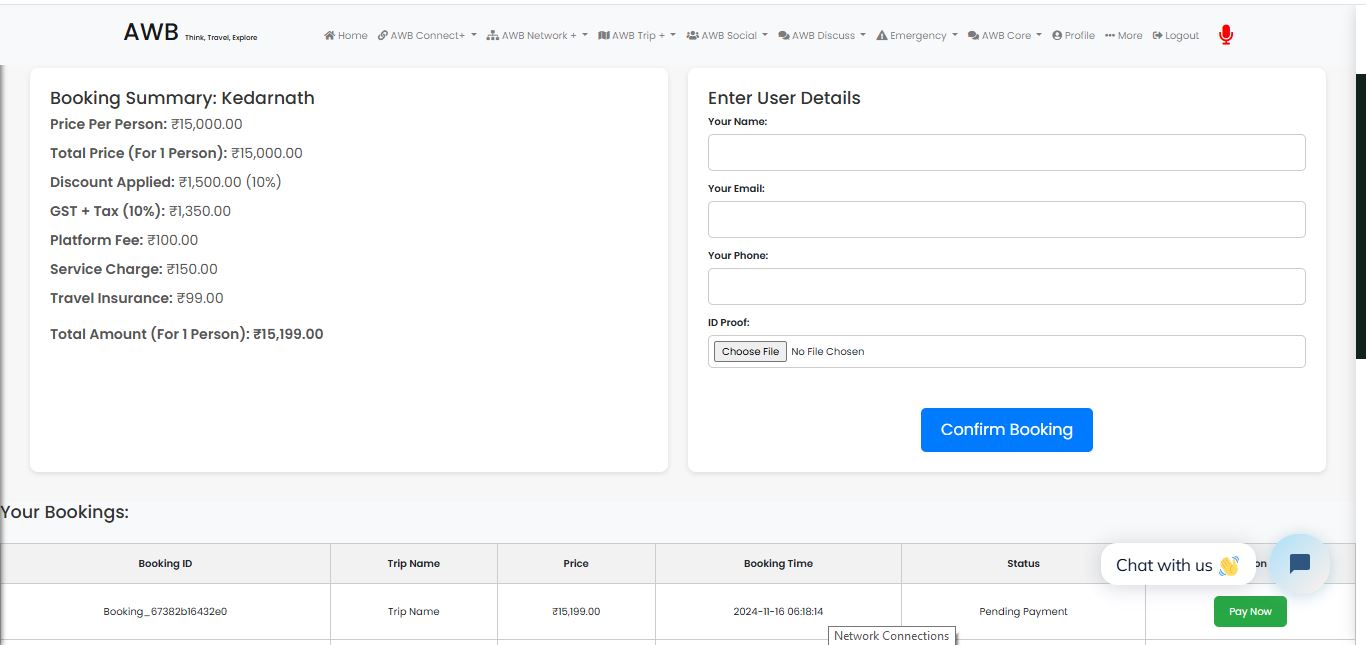 AWB Think, Travel, Explore Home AWB Connect+ AWB Network + AWB Trip + AWB Social AWB Discuss Emergency AWB Core Profile More Logout
Booking Summary: Kedarnath
Price Per Person: ₹15,000.00
Total Price (For 1 Person): ₹15,000.00
Discount Applied: ₹1,500.00 (10%)
GST + Tax (10%): ₹1,350.00
Platform Fee: ₹100.00
Service Charge: ₹150.00
Travel Insurance: ₹99.00
Total Amount (For 1 Person): ₹15,199.00
Enter User Details
Your Name:
Your Email:
Your Phone:
ID Proof:
Choose File No File Chosen
Confirm Booking
Your Bookings:
Booking ID Trip Name Price Booking Time Status
Chat with us 👋
Booking_67382b16432e0 Trip Name ₹15,199.00 2024-11-16 06:18:14 Pending Payment Pay Now
Network Connections